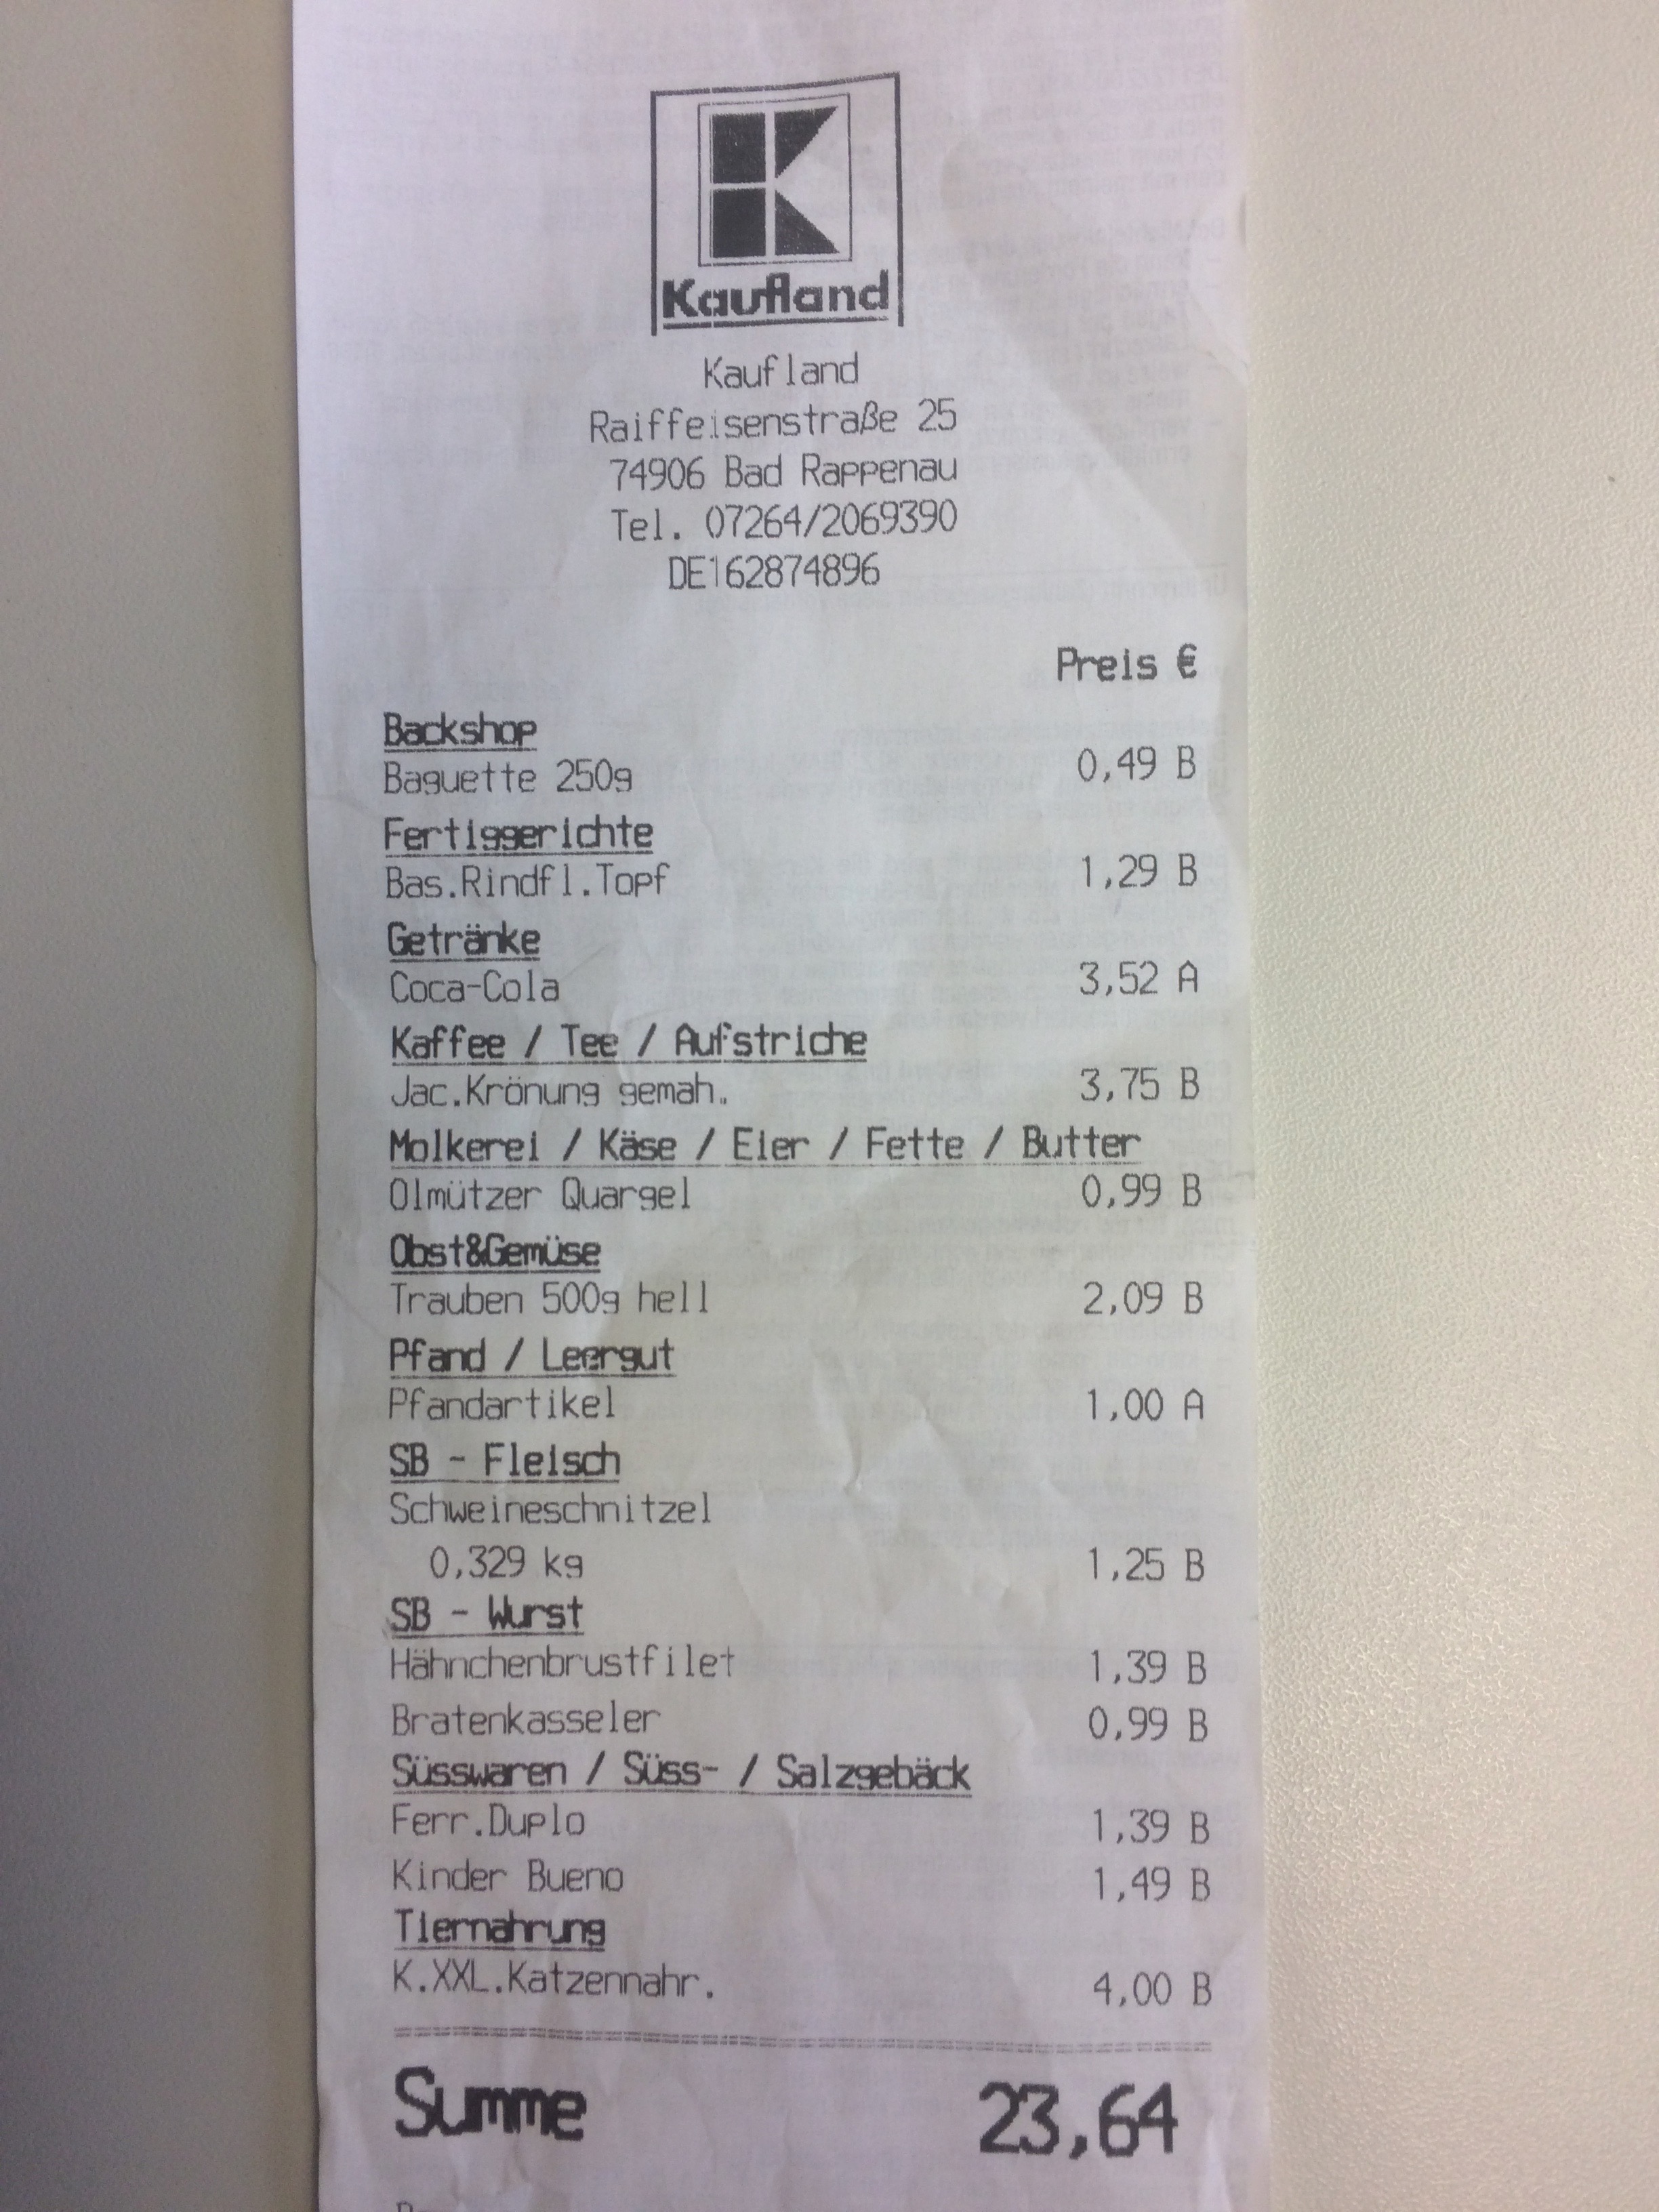 Kaufland
Kaufland
Raiffeisenstraße 25
74906 Bad Rappenau
Tel. 07264/2069390
DE162874896
Preis €
Backshop
Baguette 250g 0,49 B
Fertiggerichte
Bas.Rindfl.Topf 1,29 B
Getränke
Coca-Cola 3,52 A
Kaffee / Tee / Aufstriche
Jac.Krönung gemah. 3,75 B
Molkerei / Käse / Eier / Fette / Butter
Olmützer Quargel 0,99 B
Obst&Gemüse
Trauben 500g hell 2,09 B
Pfand / Leergut
Pfandartikel 1,00 A
SB - Fleisch
Schweineschnitzel
0,329 kg 1,25 B
SB - Wurst
Hähnchenbrustfilet 1,39 B
Bratenkasseler 0,99 B
Süsswaren / Süss- / Salzgebäck
Ferr.Duplo 1,39 B
Kinder Bueno 1,49 B
Tiernahrung
K.XXL.Katzennahr. 4,00 B
Summe 23,64